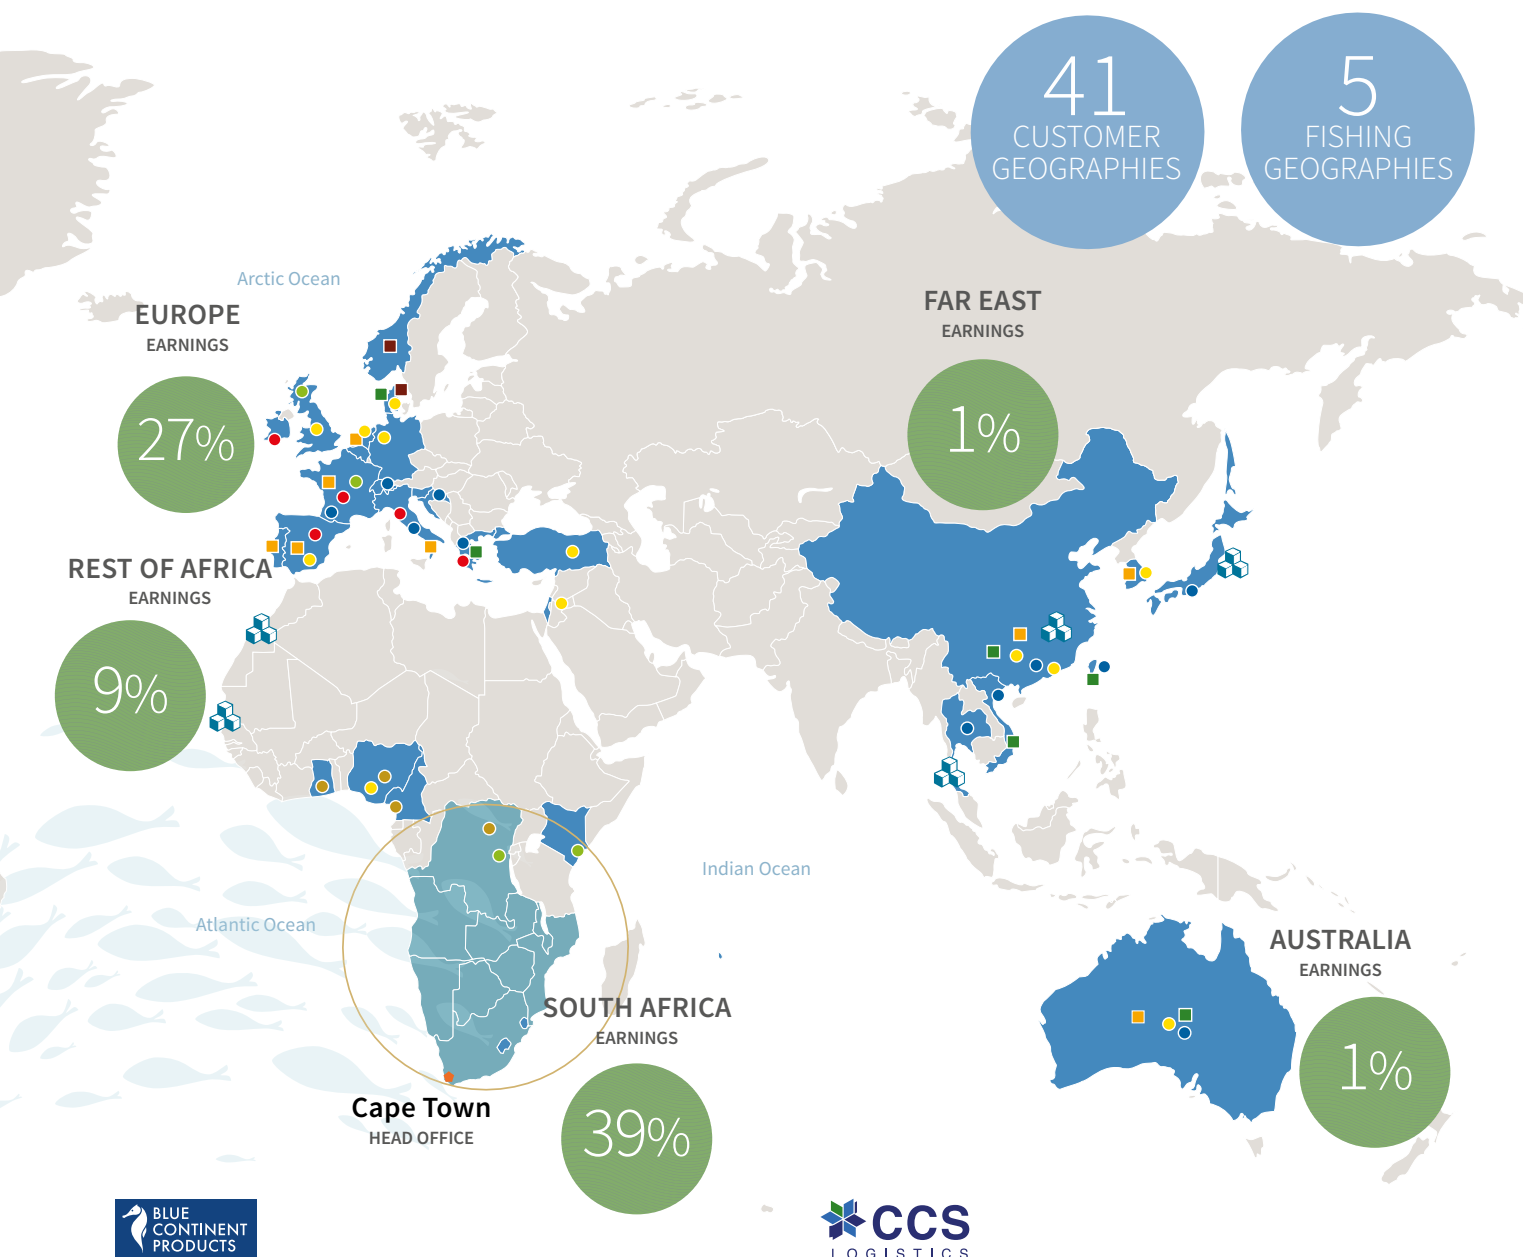 41
CUSTOMER
GEOGRAPHIES
5
FISHING
GEOGRAPHIES
Arctic Ocean
EUROPE
EARNINGS
27%
FAR EAST
EARNINGS
1%
REST OF AFRICA
EARNINGS
9%
Indian Ocean
Atlantic Ocean
AUSTRALIA
EARNINGS
1%
SOUTH AFRICA
EARNINGS
39%
Cape Town
HEAD OFFICE
BLUE
CONTINENT
PRODUCTS
CCS
LOGISTICS